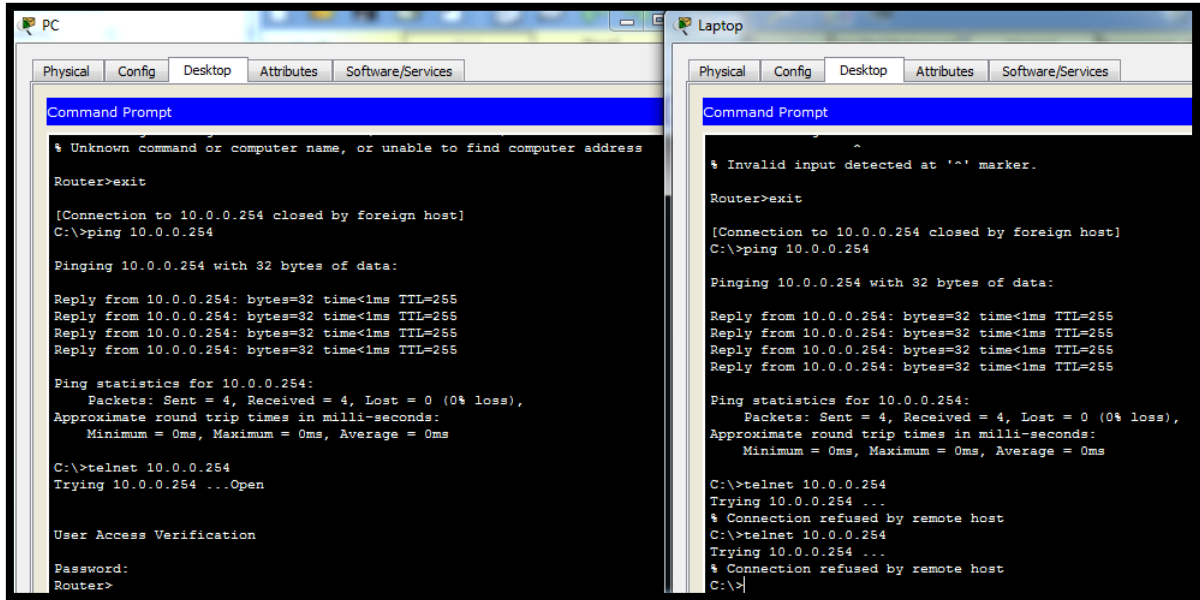 PC
Physical Config Desktop Attributes Software/Services
Command Prompt
% Unknown command or computer name, or unable to find computer address
Router>exit
[Connection to 10.0.0.254 closed by foreign host]
C:\>ping 10.0.0.254
Pinging 10.0.0.254 with 32 bytes of data:
Reply from 10.0.0.254: bytes=32 time<1ms TTL=255
Reply from 10.0.0.254: bytes=32 time<1ms TTL=255
Reply from 10.0.0.254: bytes=32 time<1ms TTL=255
Reply from 10.0.0.254: bytes=32 time<1ms TTL=255
Ping statistics for 10.0.0.254:
Packets: Sent = 4, Received = 4, Lost = 0 (0% loss),
Approximate round trip times in milli-seconds:
Minimum = 0ms, Maximum = 0ms, Average = 0ms
C:\>telnet 10.0.0.254
Trying 10.0.0.254 ...Open
User Access Verification
Password:
Router>
Laptop
Physical Config Desktop Attributes Software/Services
Command Prompt
^
% Invalid input detected at '^' marker.
Router>exit
[Connection to 10.0.0.254 closed by foreign host]
C:\>ping 10.0.0.254
Pinging 10.0.0.254 with 32 bytes of data:
Reply from 10.0.0.254: bytes=32 time<1ms TTL=255
Reply from 10.0.0.254: bytes=32 time<1ms TTL=255
Reply from 10.0.0.254: bytes=32 time<1ms TTL=255
Reply from 10.0.0.254: bytes=32 time<1ms TTL=255
Ping statistics for 10.0.0.254:
Packets: Sent = 4, Received = 4, Lost = 0 (0% loss),
Approximate round trip times in milli-seconds:
Minimum = 0ms, Maximum = 0ms, Average = 0ms
C:\>telnet 10.0.0.254
Trying 10.0.0.254 ...
% Connection refused by remote host
C:\>telnet 10.0.0.254
Trying 10.0.0.254 ...
% Connection refused by remote host
C:\>